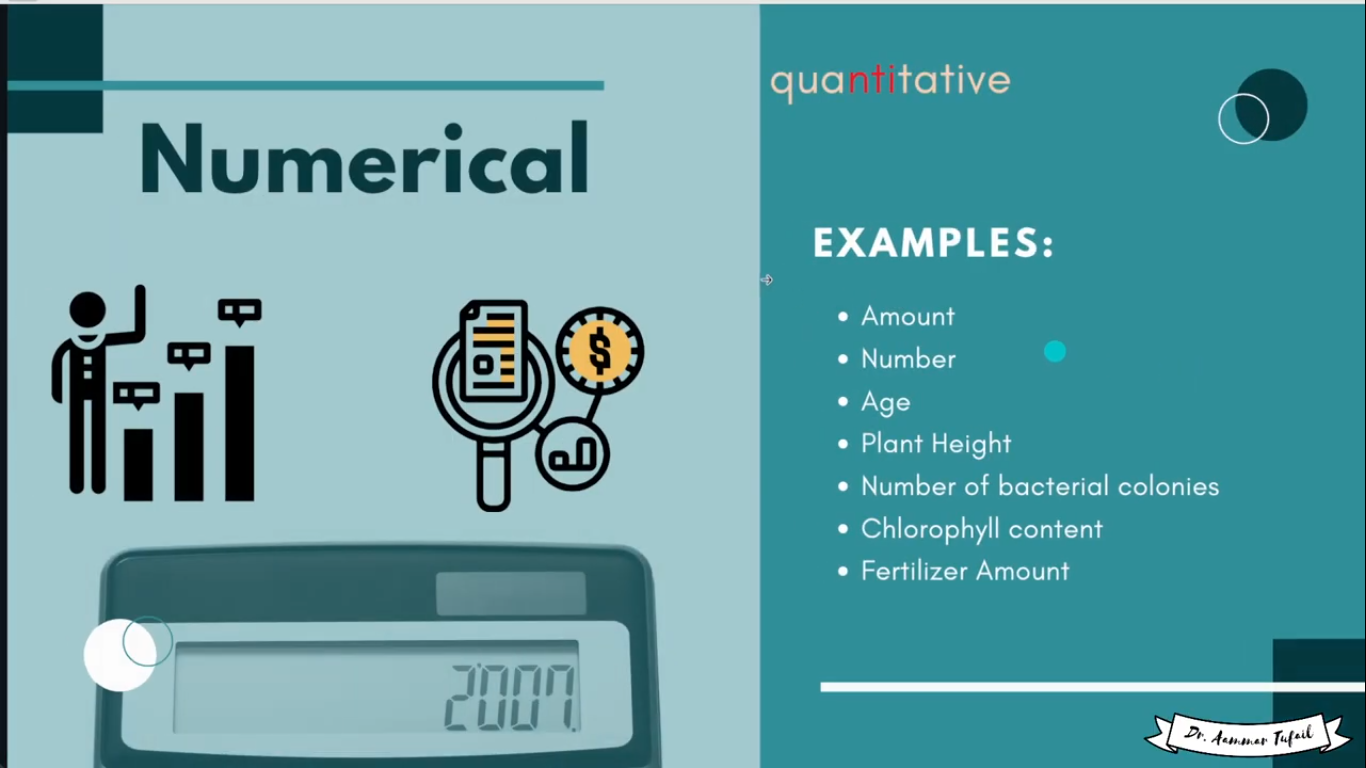 Numerical
2007.
quantitative
EXAMPLES:
Amount
Number
Age
Plant Height
Number of bacterial colonies
Chlorophyll content
Fertilizer Amount
Dr. Aammar Tufail